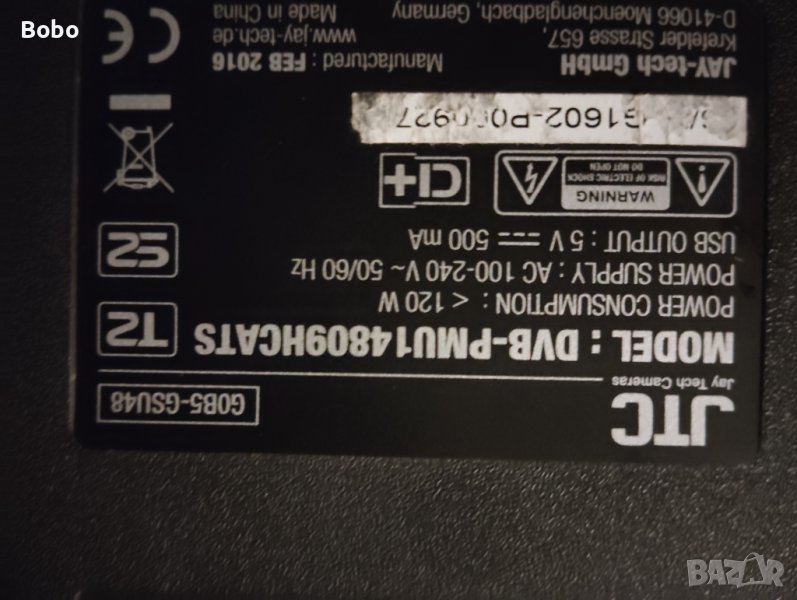 Bobo
JTC
Jay Tech Cameras
G0B5-GSU48
MODEL : DVB-PMU14809HCATS
T2
POWER CONSUMPTION : < 120 W
POWER SUPPLY : AC 100-240 V ~ 50/60 Hz
S2
USB OUTPUT : 5 V ⎓ 500 mA
WARNING
RISK OF ELECTRIC SHOCK
DO NOT OPEN
CI+
JAY-tech GmbH
Manufactured : FEB 2016
Krefelder Strasse 657,
www.jay-tech.de
D-41066 Moenchengladbach, Germany
Made in China
CE
BAZAR